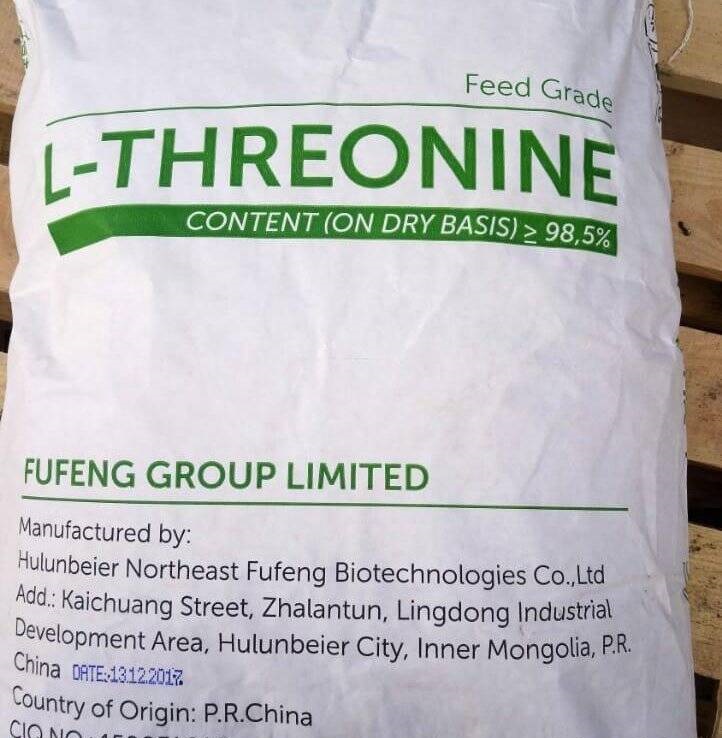 Feed Grade
L-THREONINE
CONTENT (ON DRY BASIS) ≥ 98,5%
FUFENG GROUP LIMITED
Manufactured by:
Hulunbeier Northeast Fufeng Biotechnologies Co.,Ltd
Add.: Kaichuang Street, Zhalantun, Lingdong Industrial
Development Area, Hulunbeier City, Inner Mongolia, P.R.
China DATE:13.12.2017.
Country of Origin: P.R.China
CIQ NO.: